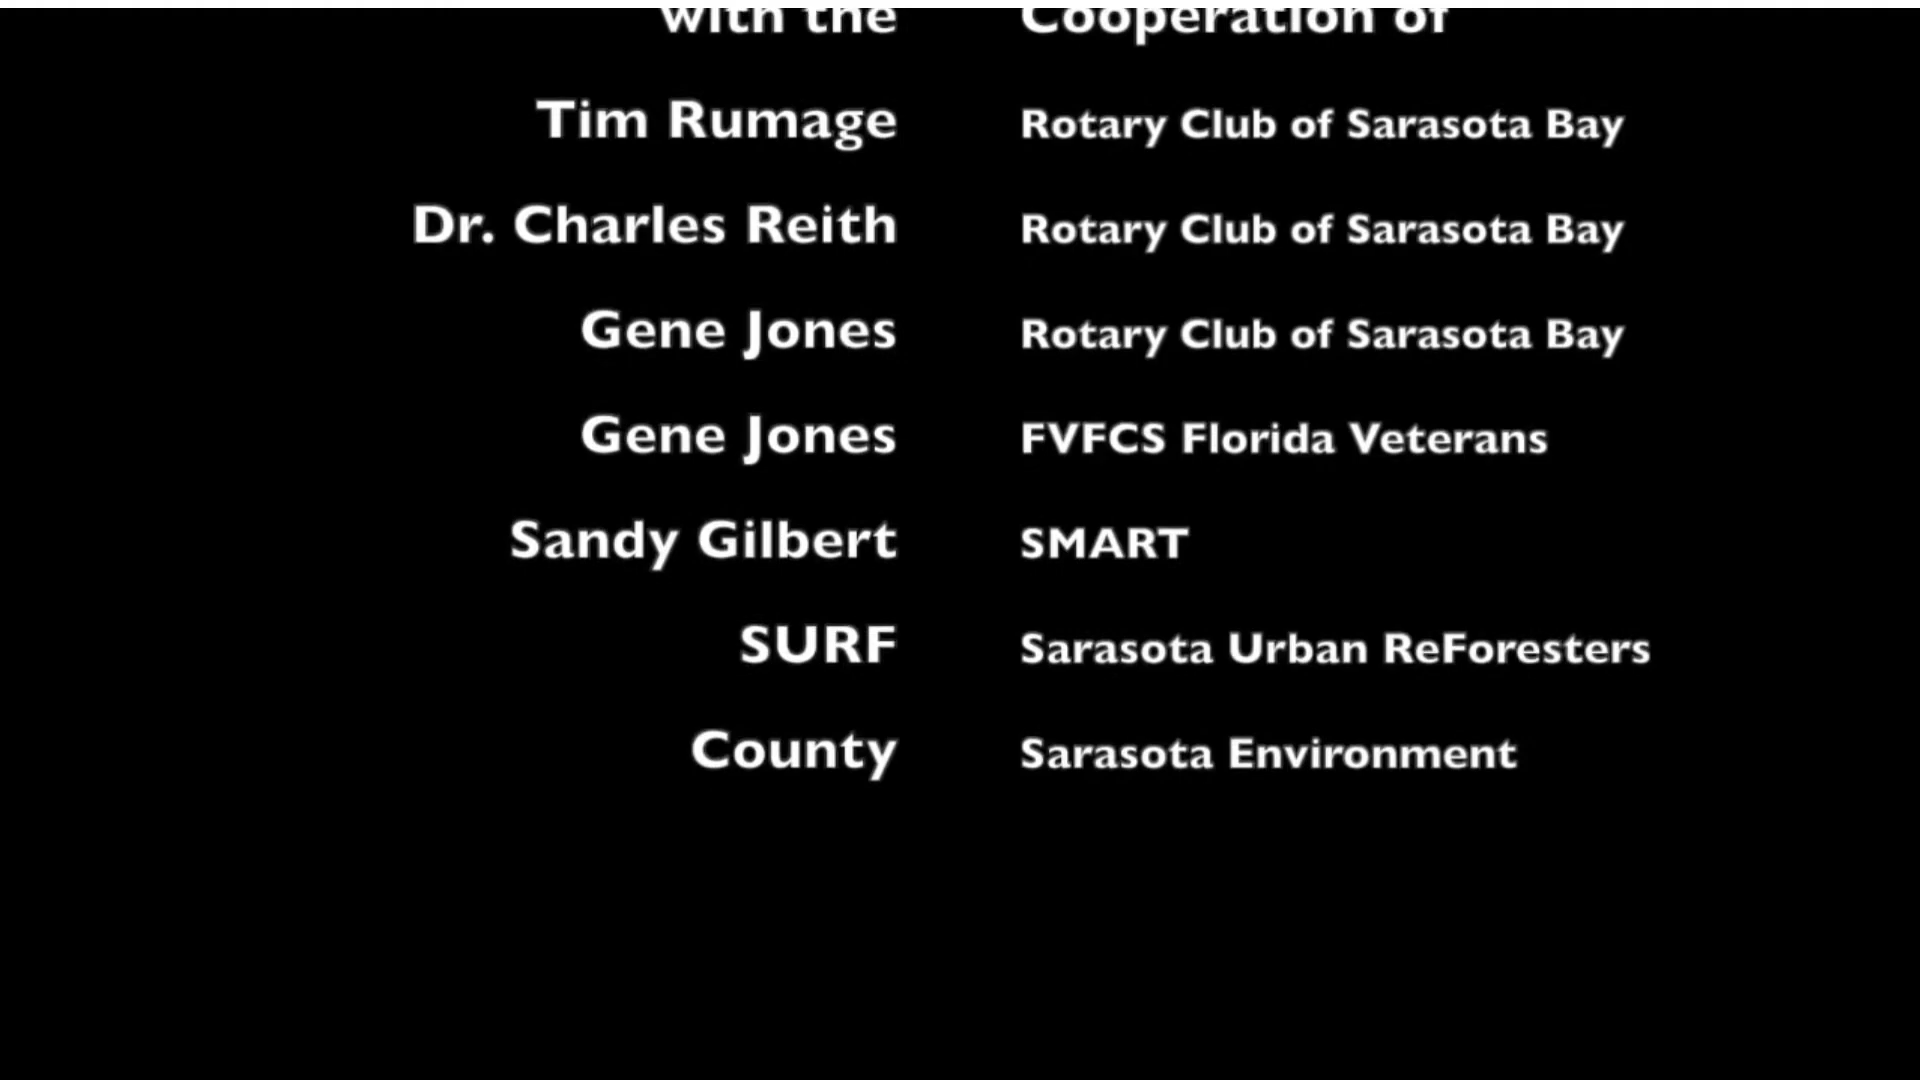 with the Cooperation of
Tim Rumage Rotary Club of Sarasota Bay
Dr. Charles Reith Rotary Club of Sarasota Bay
Gene Jones Rotary Club of Sarasota Bay
Gene Jones FVFCS Florida Veterans
Sandy Gilbert SMART
SURF Sarasota Urban ReForesters
County Sarasota Environment